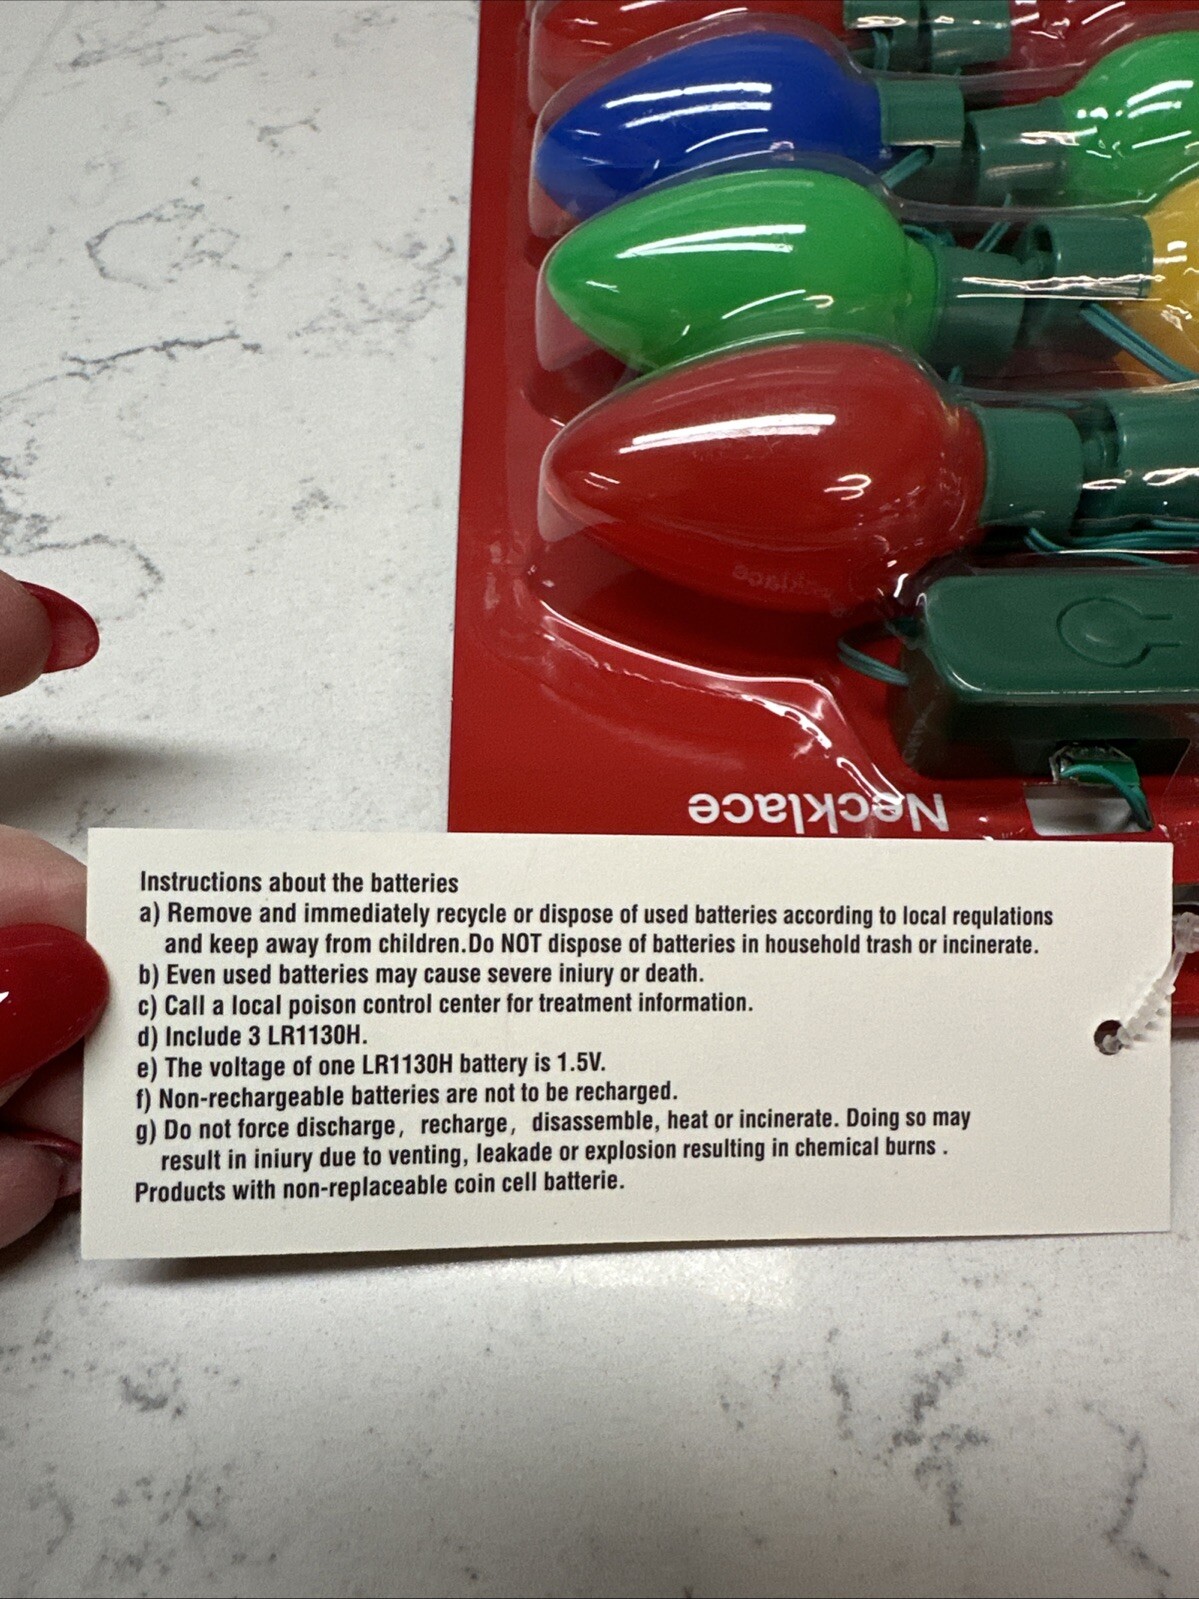 Necklace
Instructions about the batteries
a) Remove and immediately recycle or dispose of used batteries according to local requlations
and keep away from children.Do NOT dispose of batteries in household trash or incinerate.
b) Even used batteries may cause severe iniury or death.
c) Call a local poison control center for treatment information.
d) Include 3 LR1130H.
e) The voltage of one LR1130H battery is 1.5V.
f) Non-rechargeable batteries are not to be recharged.
g) Do not force discharge, recharge, disassemble, heat or incinerate. Doing so may
result in iniury due to venting, leakade or explosion resulting in chemical burns .
Products with non-replaceable coin cell batterie.